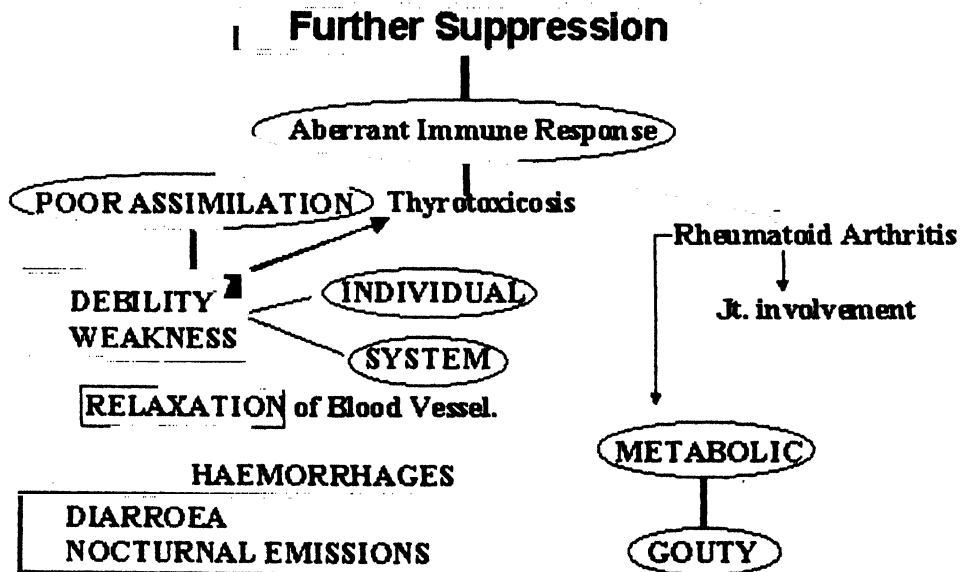 Further Suppression
Aberrant Immune Response
POOR ASSIMILATION
Thyrotoxicosis
Rheumatoid Arthritis
Jt. involvement
DEBILITY
WEAKNESS
INDIVIDUAL
SYSTEM
RELAXATION of Blood Vessel.
METABOLIC
HAEMORRHAGES
DIARROEA
NOCTURNAL EMISSIONS
GOUTY